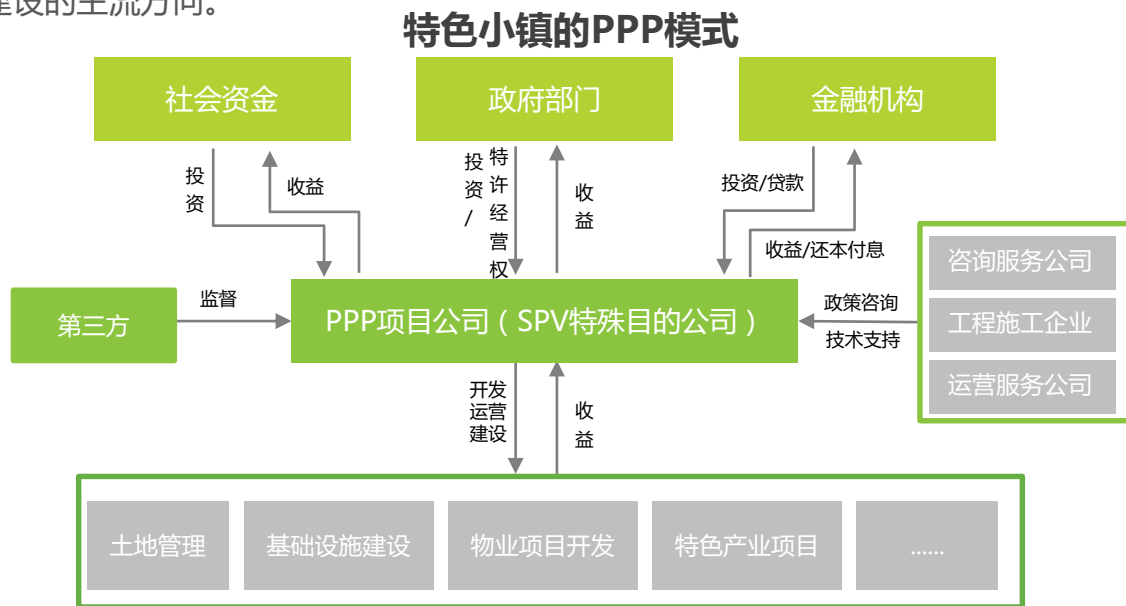 建设的主流方向。
特色小镇的PPP模式
社会资金
政府部门
金融机构
投资
收益
投资/
特许经营权
收益
投资/贷款
收益/还本付息
咨询服务公司
工程施工企业
运营服务公司
第三方
监督
PPP项目公司（SPV特殊目的公司）
政策咨询
技术支持
开发
运营
建设
收益
土地管理
基础设施建设
物业项目开发
特色产业项目
......